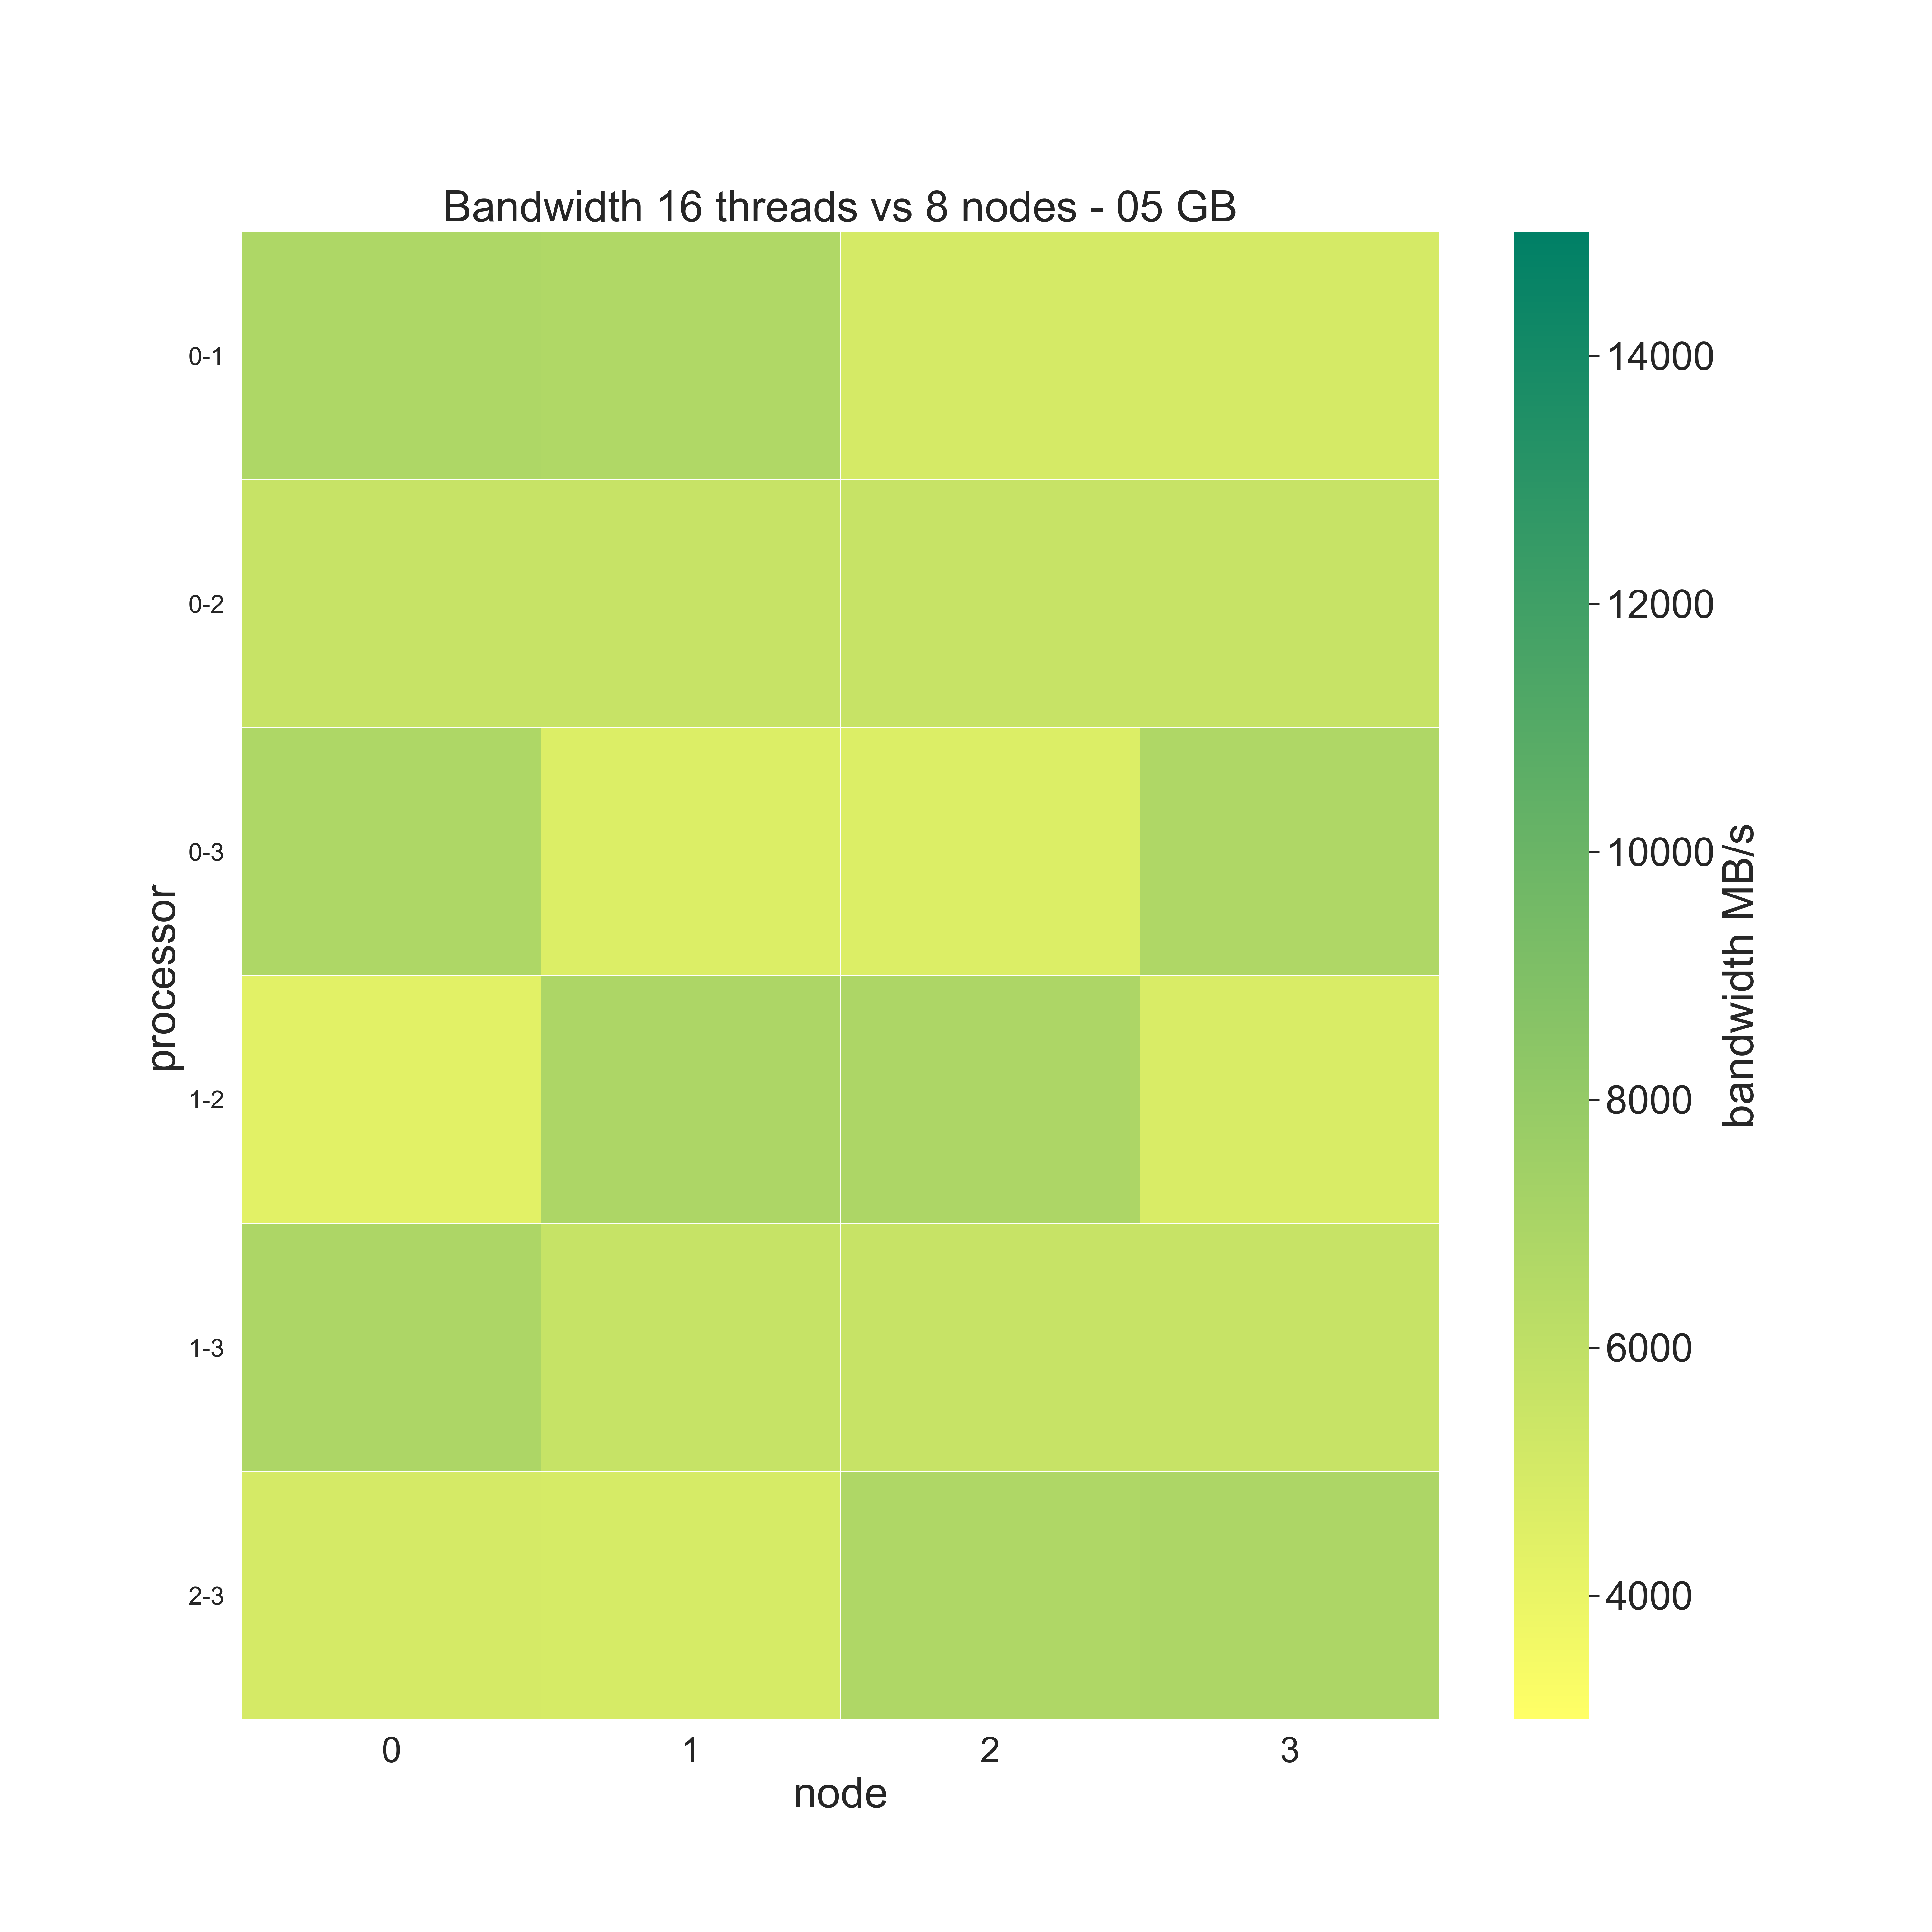 Bandwidth 16 threads vs 8 nodes - 05 GB
processor
0-1
0-2
0-3
1-2
1-3
2-3
0 1 2 3
node
14000
12000
10000
8000
6000
4000
bandwidth MB/s